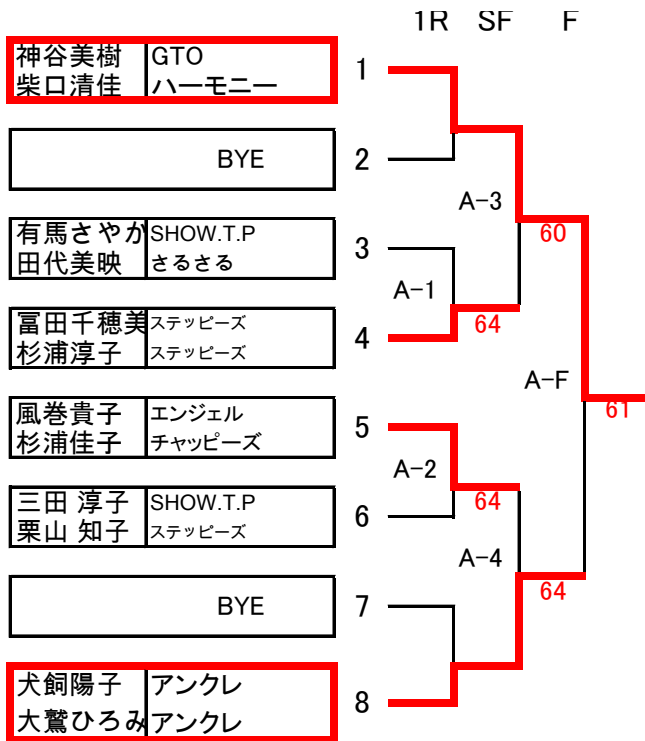 1R SF F
神谷美樹 GTO
柴口清佳 ハーモニー
1
BYE
2
A-3
有馬さやか SHOW.T.P
田代美映 さるさる
3
60
A-1
冨田千穂美 ステッピーズ
杉浦淳子 ステッピーズ
4
64
A-F
61
風巻貴子 エンジェル
杉浦佳子 チャッピーズ
5
A-2
64
三田 淳子 SHOW.T.P
栗山 知子 ステッピーズ
6
A-4
64
BYE
7
犬飼陽子 アンクレ
大鷲ひろみ アンクレ
8